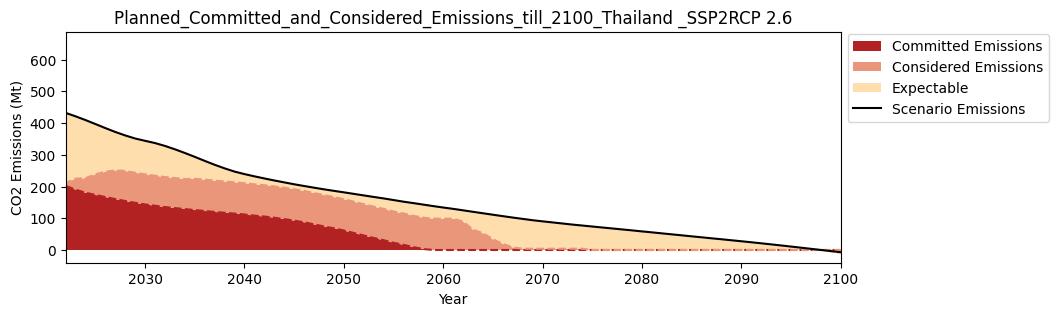 Planned_Committed_and_Considered_Emissions_till_2100_Thailand _SSP2RCP 2.6
CO2 Emissions (Mt)
600
500
400
300
200
100
0
2030 2040 2050 2060 2070 2080 2090 2100
Year
Committed Emissions
Considered Emissions
Expectable
Scenario Emissions